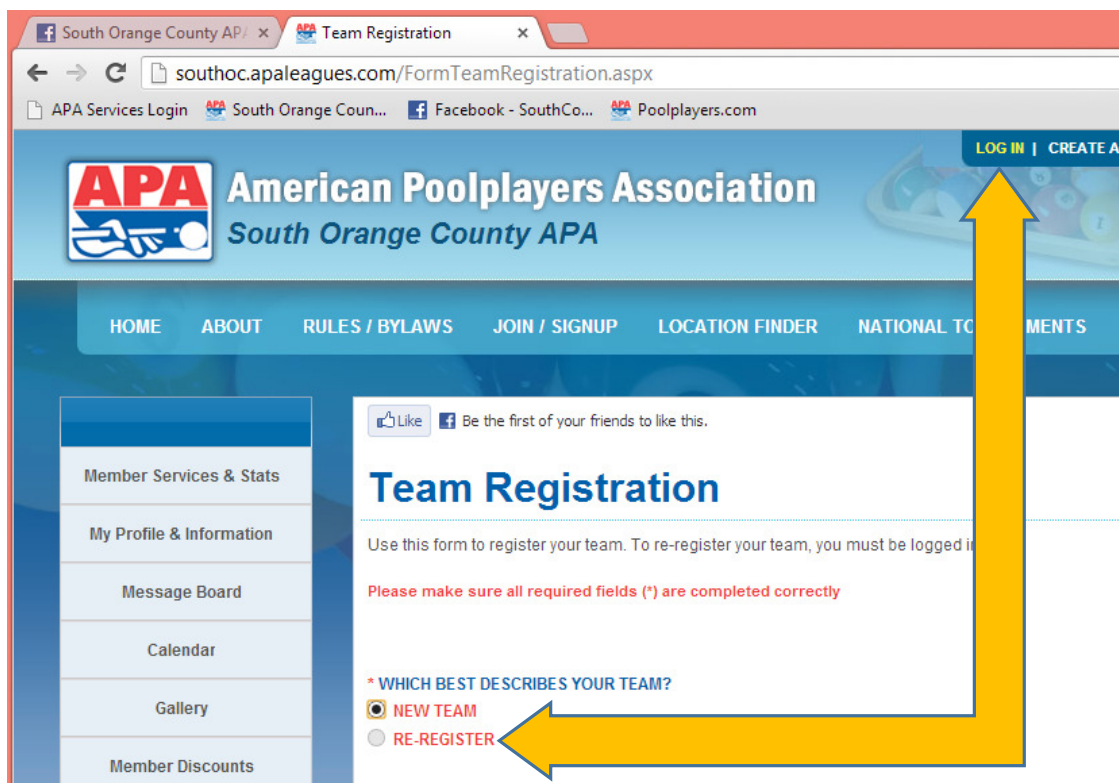 South Orange County AP
Team Registration
southoc.apaleagues.com/FormTeamRegistration.aspx
APA Services Login South Orange Coun... Facebook - SouthCo... Poolplayers.com
LOG IN | CREATE A
APA American Poolplayers Association
South Orange County APA
HOME ABOUT RULES / BYLAWS JOIN / SIGNUP LOCATION FINDER NATIONAL TO MENTS
Like Be the first of your friends to like this.
Member Services & Stats
My Profile & Information
Message Board
Calendar
Gallery
Member Discounts
Team Registration
Use this form to register your team. To re-register your team, you must be logged i
Please make sure all required fields (*) are completed correctly
* WHICH BEST DESCRIBES YOUR TEAM?
NEW TEAM
RE-REGISTER